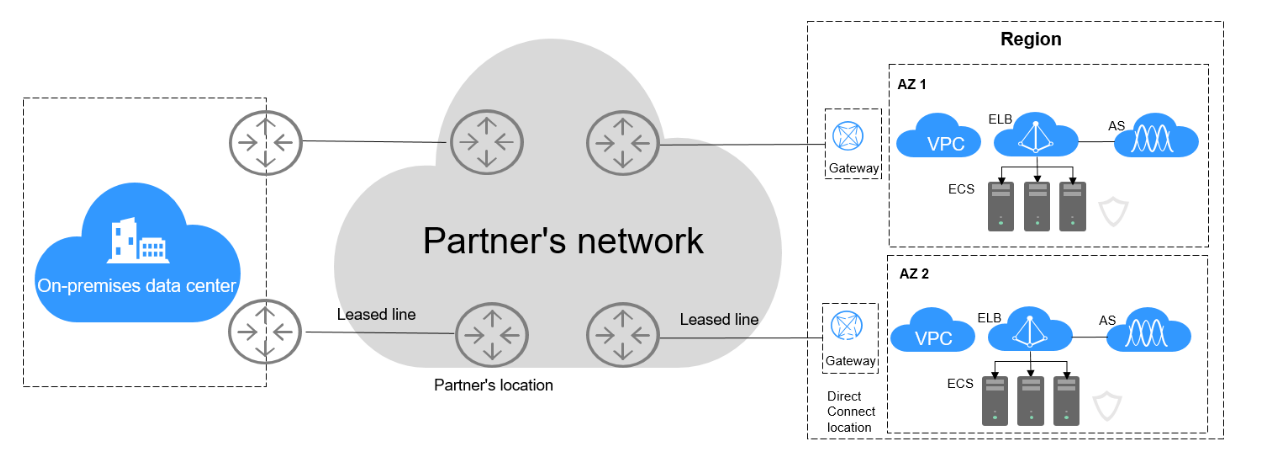 Region
AZ 1
ELB
AS
VPC
Gateway
ECS
Partner's network
On-premises data center
AZ 2
Leased line
Leased line
ELB
AS
VPC
Gateway
ECS
Partner's location
Direct
Connect
location